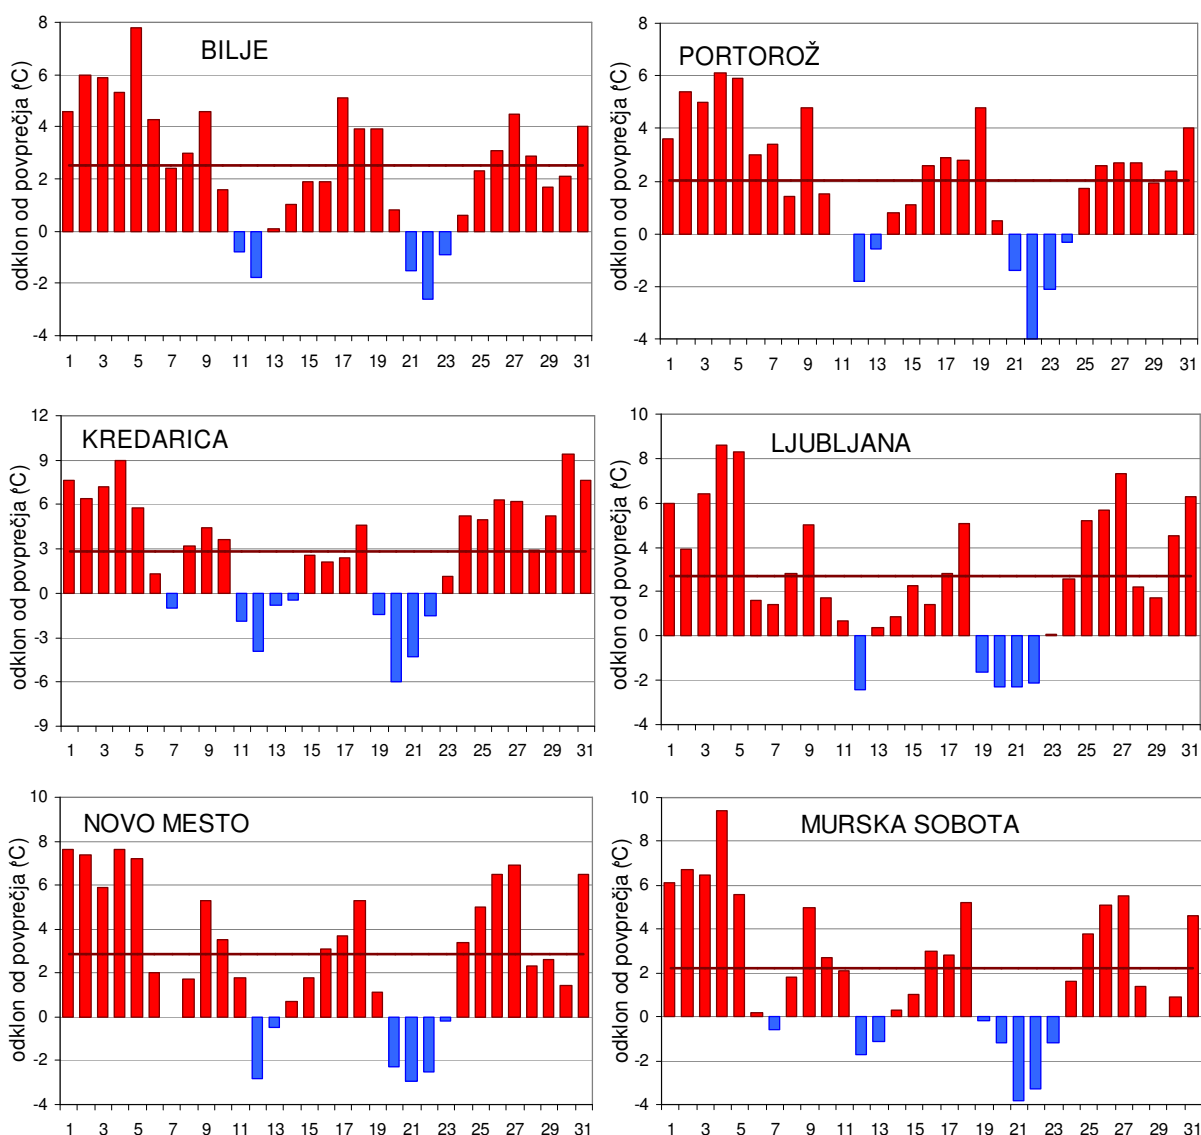 BILJE
odklon od povprečja (°C)
8
6
4
2
0
-2
-4
1 3 5 7 9 11 13 15 17 19 21 23 25 27 29 31
PORTOROŽ
odklon od povprečja (°C)
8
6
4
2
0
-2
-4
1 3 5 7 9 11 13 15 17 19 21 23 25 27 29 31
KREDARICA
odklon od povprečja (°C)
12
9
6
3
0
-3
-6
-9
1 3 5 7 9 11 13 15 17 19 21 23 25 27 29 31
LJUBLJANA
odklon od povprečja (°C)
10
8
6
4
2
0
-2
-4
1 3 5 7 9 11 13 15 17 19 21 23 25 27 29 31
NOVO MESTO
odklon od povprečja (°C)
10
8
6
4
2
0
-2
-4
1 3 5 7 9 11 13 15 17 19 21 23 25 27 29 31
MURSKA SOBOTA
odklon od povprečja (°C)
10
8
6
4
2
0
-2
-4
1 3 5 7 9 11 13 15 17 19 21 23 25 27 29 31